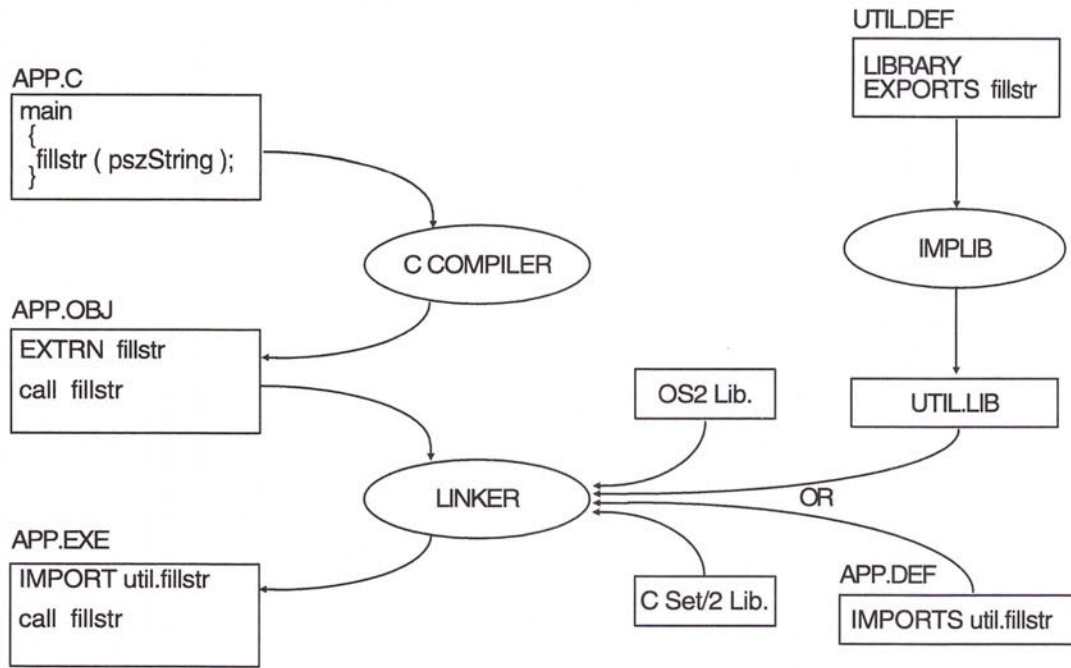 APP.C
main
{
fillstr ( pszString );
}
C COMPILER
APP.OBJ
EXTRN fillstr
call fillstr
LINKER
APP.EXE
IMPORT util.fillstr
call fillstr
OS2 Lib.
C Set/2 Lib.
UTIL.DEF
LIBRARY
EXPORTS fillstr
IMPLIB
UTIL.LIB
OR
APP.DEF
IMPORTS util.fillstr